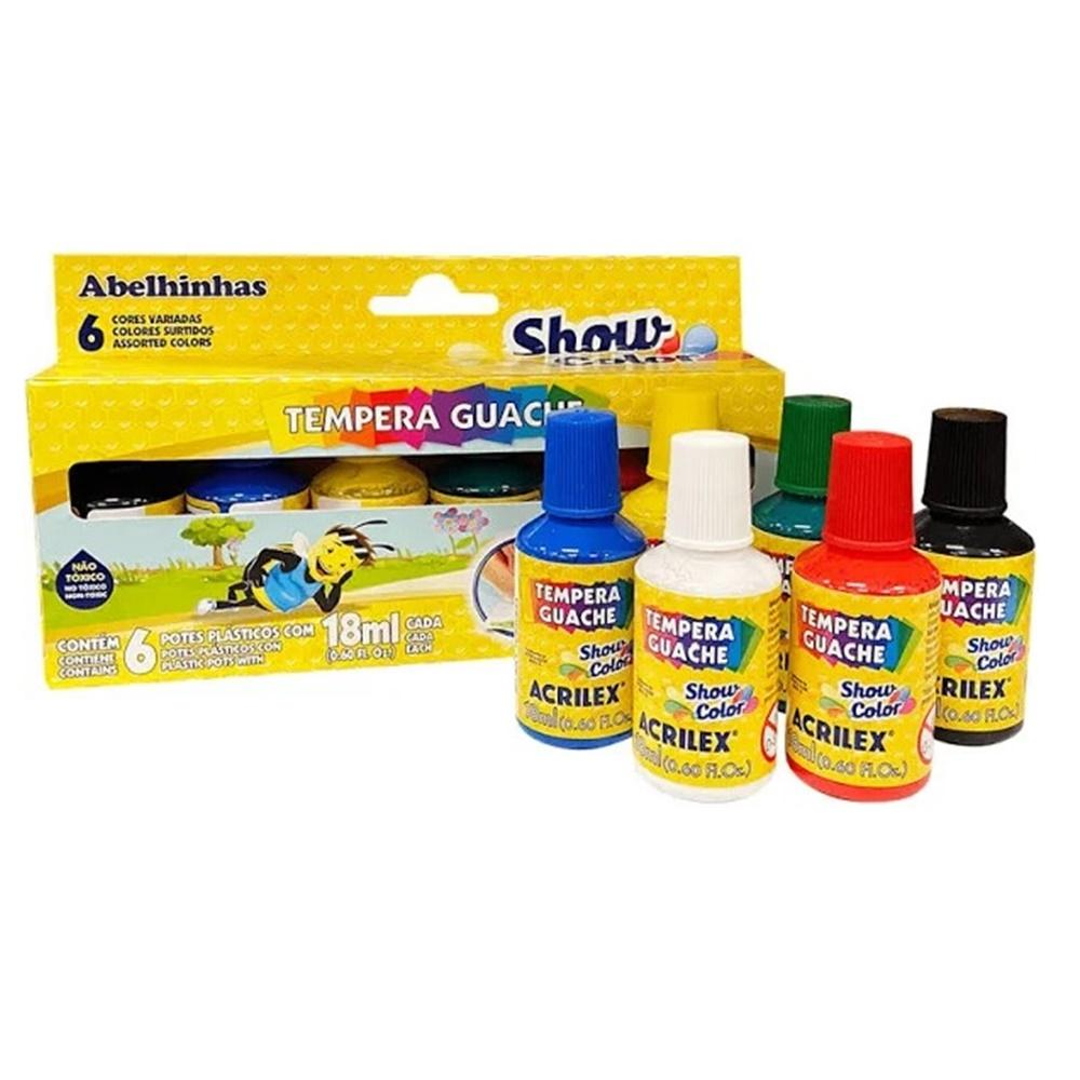 Abelhinhas
6 CORES VARIADAS
COLORES SURTIDOS
ASSORTED COLORS
Show
Color
TEMPERA GUACHE
NÃO
TÓXICO
NO TÓXICO
NON-TOXIC
CONTÉM
CONTIENE
CONTAINS
6
POTES PLÁSTICOS COM
POTES PLÁSTICOS CON
PLASTIC POTS WITH
18ml
(0.60 FL. Oz.)
CADA
CADA
EACH
TEMPERA
GUACHE
Show
Color
ACRILEX®
18ml (0.60 Fl.Oz.)
TEMPERA
GUACHE
Show
Color
ACRILEX®
18ml (0.60 Fl.Oz.)
TEMPERA
GUACHE
Show
Color
ACRILEX®
18ml (0.60 Fl.Oz.)
TEMPERA
GUACHE
Show
Color
ACRILEX®
(0.60 Fl.Oz.)